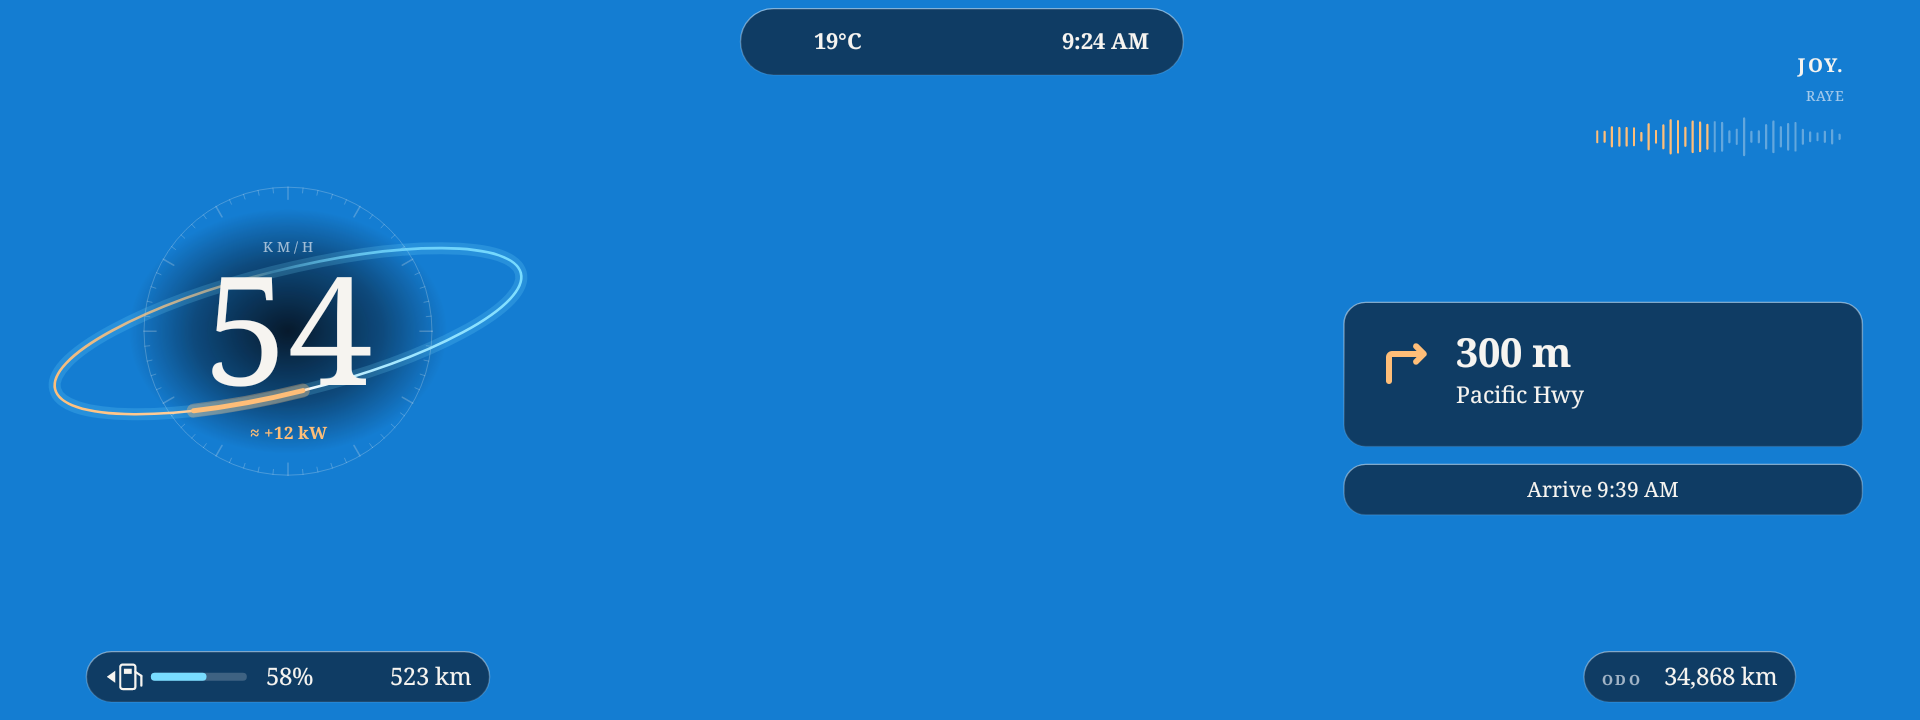 19°C
9:24 AM
JOY.
RAYE
KM/H
54
≈ +12 kW
300 m
Pacific Hwy
Arrive 9:39 AM
58%
523 km
ODO
34,868 km